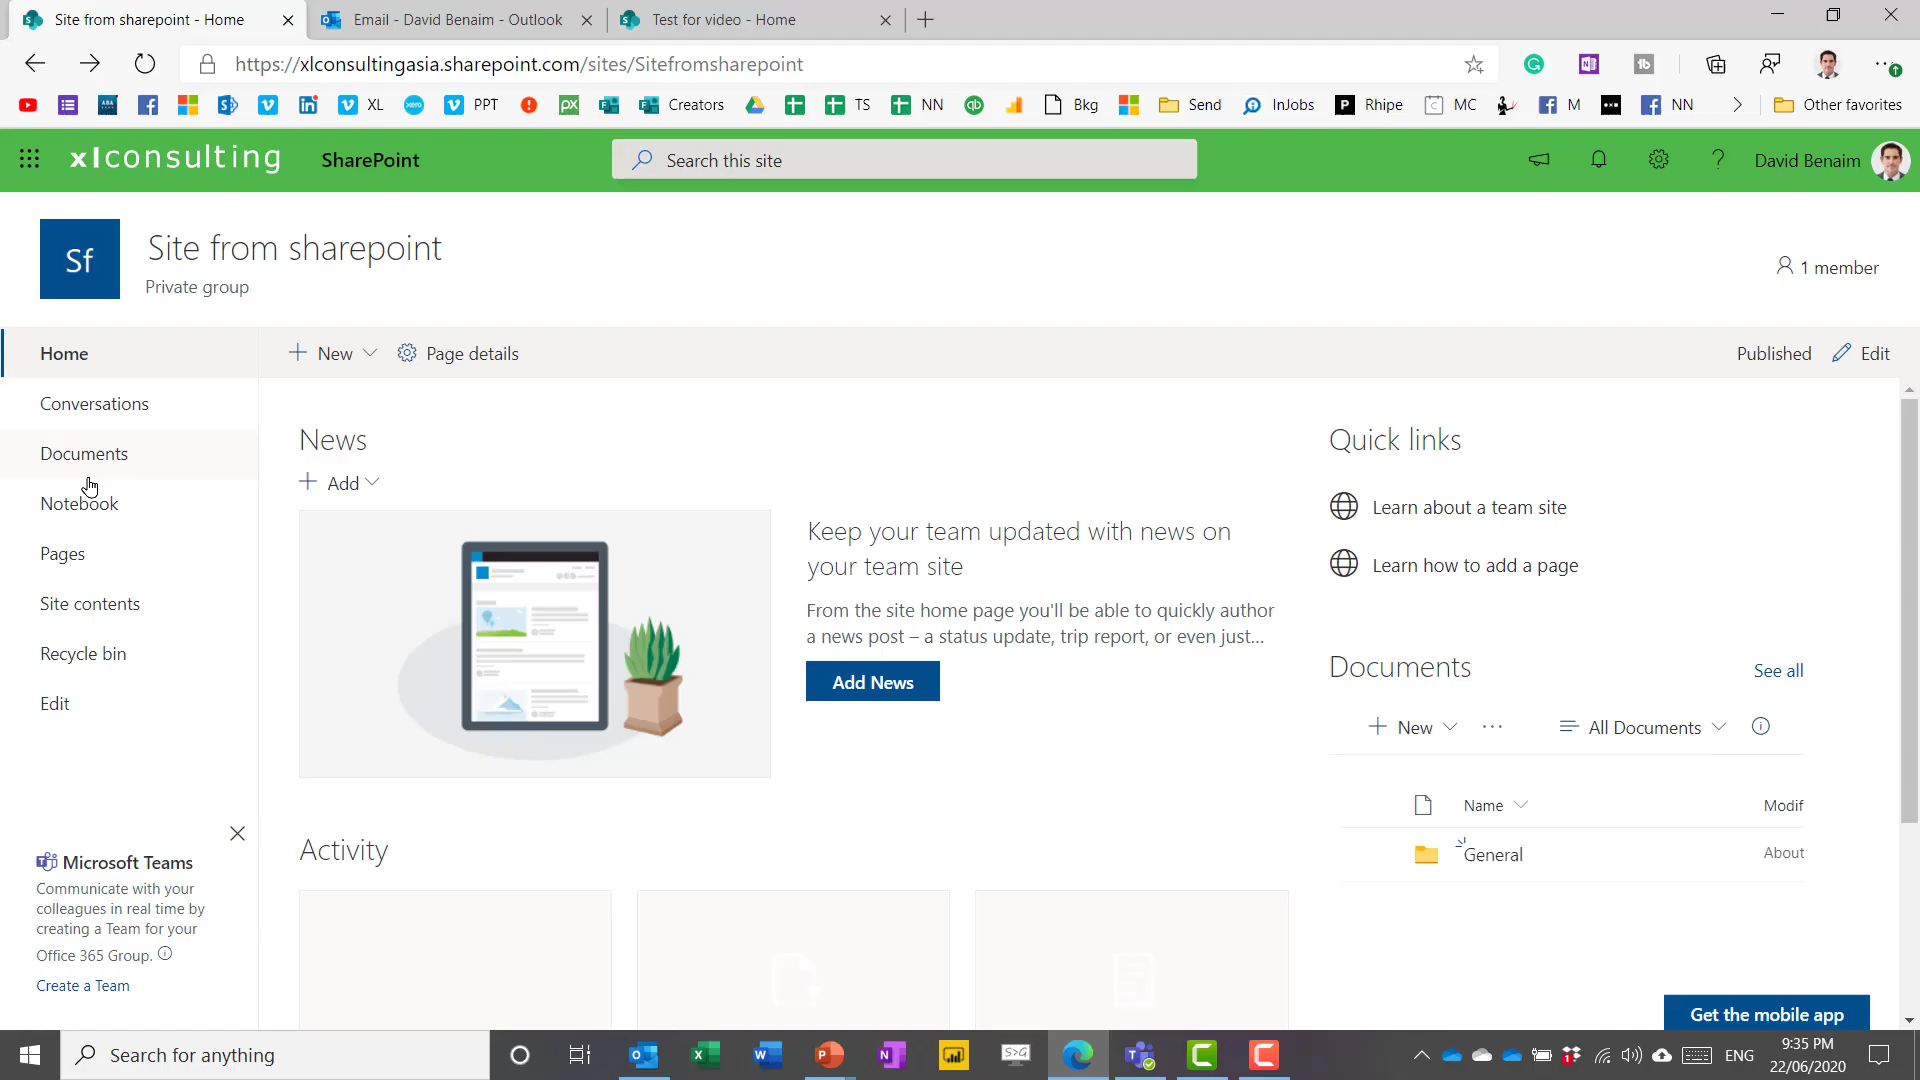 Site from sharepoint - Home
Email - David Benaim - Outlook
Test for video - Home
https://xlconsultingasia.sharepoint.com/sites/Sitefromsharepoint
XL
PPT
Creators
TS
NN
Bkg
Send
InJobs
Rhipe
MC
M
NN
Other favorites
xlconsulting
SharePoint
Search this site
David Benaim
Sf
Site from sharepoint
Private group
1 member
Home
New
Page details
Published
Edit
Conversations
Documents
Notebook
Pages
Site contents
Recycle bin
Edit
News
Add
Keep your team updated with news on
your team site
From the site home page you'll be able to quickly author
a news post – a status update, trip report, or even just...
Add News
Quick links
Learn about a team site
Learn how to add a page
Documents
See all
New
All Documents
Name
Modif
General
About
Activity
Microsoft Teams
Communicate with your
colleagues in real time by
creating a Team for your
Office 365 Group.
Create a Team
Get the mobile app
Search for anything
ENG
9:35 PM
22/06/2020